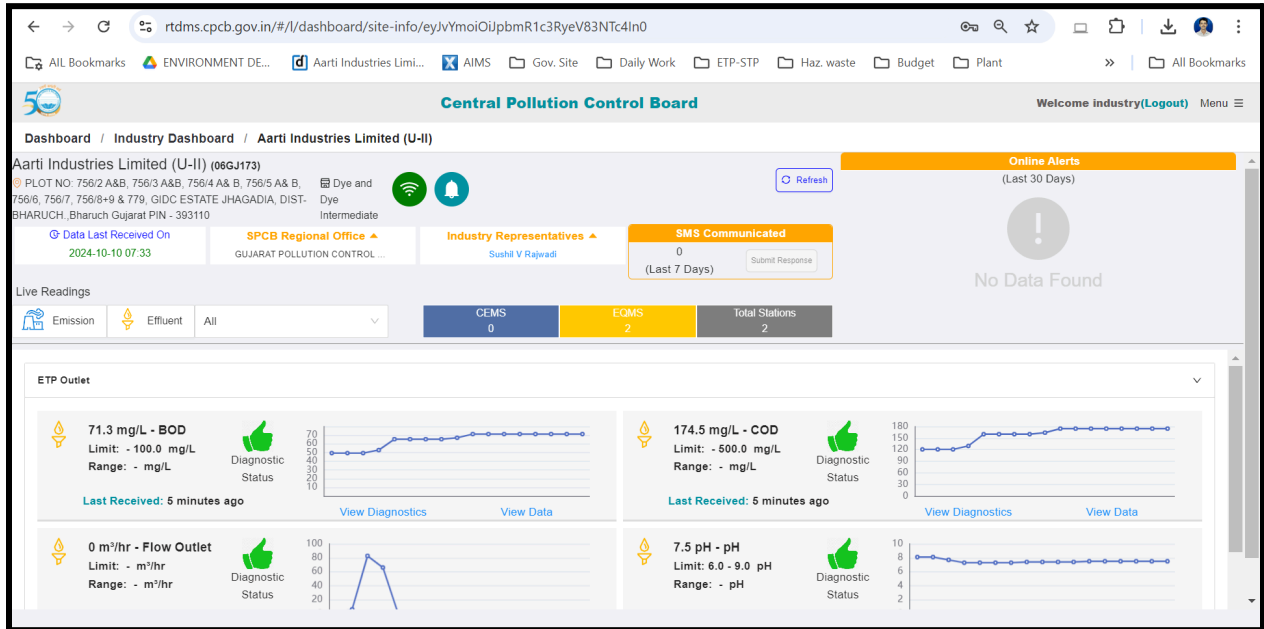 rtdms.cpcb.gov.in/#/l/dashboard/site-info/eyJvYmoiOiJpbmR1c3RyeV83NTc4In0
AIL Bookmarks ENVIRONMENT DE... Aarti Industries Limi... AIMS Gov. Site Daily Work ETP-STP Haz. waste Budget Plant » All Bookmarks
50 Central Pollution Control Board Welcome industry(Logout) Menu
Dashboard / Industry Dashboard / Aarti Industries Limited (U-II)
Aarti Industries Limited (U-II) (06GJ173)
PLOT NO: 756/2 A&B, 756/3 A&B, 756/4 A& B, 756/5 A& B,
756/6, 756/7, 756/8+9 & 779, GIDC ESTATE JHAGADIA, DIST-
BHARUCH.,Bharuch Gujarat PIN - 393110
Dye and
Dye
Intermediate
Refresh
Online Alerts
(Last 30 Days)
No Data Found
Data Last Received On
2024-10-10 07:33
SPCB Regional Office
GUJARAT POLLUTION CONTROL ...
Industry Representatives
Sushil V Rajwadi
SMS Communicated
0
(Last 7 Days)
Submit Response
Live Readings
Emission Effluent All
CEMS
0
EQMS
2
Total Stations
2
ETP Outlet
71.3 mg/L - BOD
Limit: - 100.0 mg/L
Range: - mg/L
Diagnostic
Status
Last Received: 5 minutes ago
70
60
50
40
30
20
10
View Diagnostics View Data
174.5 mg/L - COD
Limit: - 500.0 mg/L
Range: - mg/L
Diagnostic
Status
Last Received: 5 minutes ago
180
150
120
90
60
30
0
View Diagnostics View Data
0 m³/hr - Flow Outlet
Limit: - m³/hr
Range: - m³/hr
Diagnostic
Status
100
80
60
40
20
7.5 pH - pH
Limit: 6.0 - 9.0 pH
Range: - pH
Diagnostic
Status
10
8
6
4
2